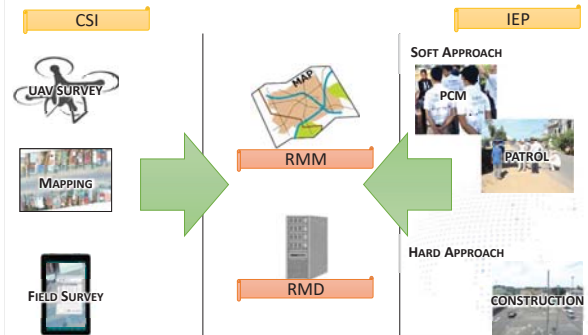 CSI
UAV SURVEY
MAPPING
FIELD SURVEY
MAP
RMM
RMD
IEP
SOFT APPROACH
PCM
PATROL
HARD APPROACH
CONSTRUCTION